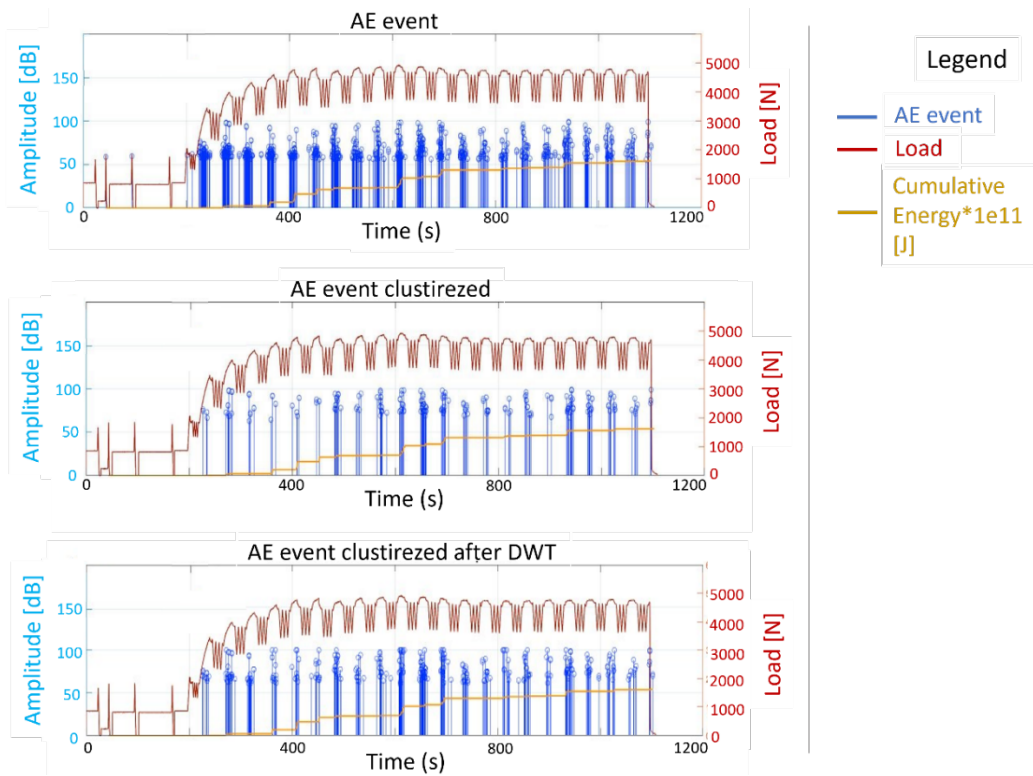 AE event
Amplitude [dB]
150
100
50
0
5000
4000
3000
2000
1000
0
Load [N]
0
400
800
1200
Time (s)
AE event clustirezed
Amplitude [dB]
150
100
50
0
5000
4000
3000
2000
1000
0
Load [N]
0
400
800
1200
Time (s)
AE event clustirezed after DWT
Amplitude [dB]
150
100
50
0
5000
4000
3000
2000
1000
0
Load [N]
0
400
800
1200
Time (s)
Legend
AE event
Load
Cumulative
Energy*1e11
[J]